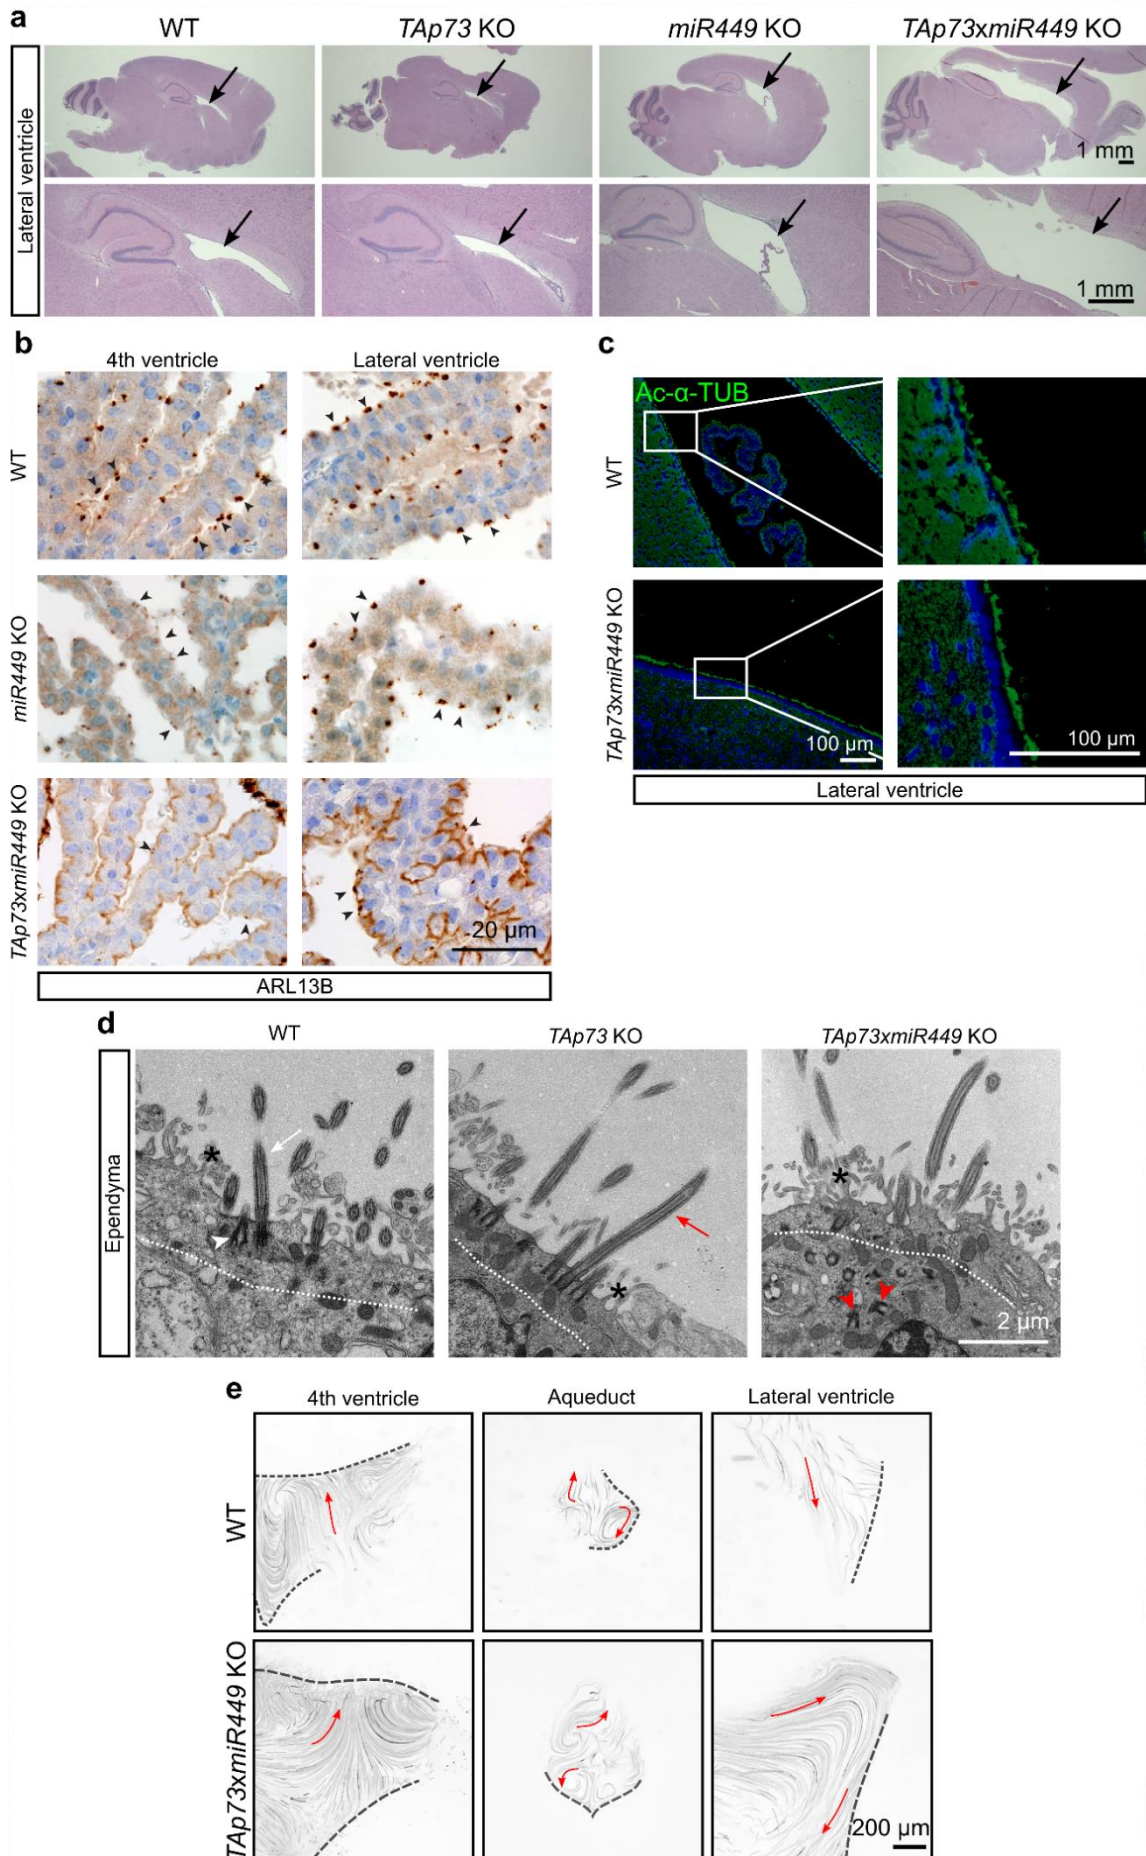 a
WT
TAp73 KO
miR449 KO
TAp73xmiR449 KO
Lateral ventricle
1 mm
1 mm
b
4th ventricle
Lateral ventricle
WT
miR449 KO
TAp73xmiR449 KO
20 µm
ARL13B
c
Ac-α-TUB
WT
TAp73xmiR449 KO
100 µm
100 µm
Lateral ventricle
d
WT
TAp73 KO
TAp73xmiR449 KO
Ependyma
*
*
*
2 µm
e
4th ventricle
Aqueduct
Lateral ventricle
WT
TAp73xmiR449 KO
200 µm